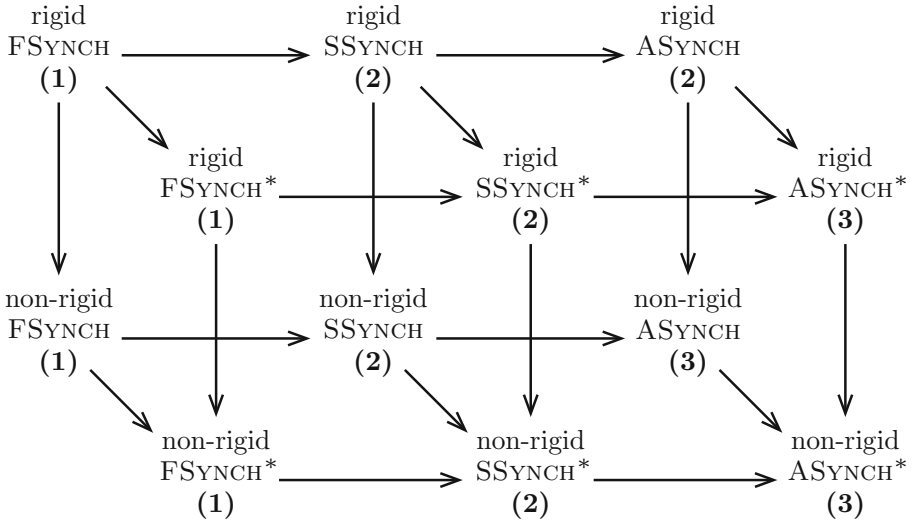 rigid
FSYNCH
(1)
rigid
SSYNCH
(2)
rigid
ASYNCH
(2)
rigid
FSYNCH*
(1)
rigid
SSYNCH*
(2)
rigid
ASYNCH*
(3)
non-rigid
FSYNCH
(1)
non-rigid
SSYNCH
(2)
non-rigid
ASYNCH
(3)
non-rigid
FSYNCH*
(1)
non-rigid
SSYNCH*
(2)
non-rigid
ASYNCH*
(3)